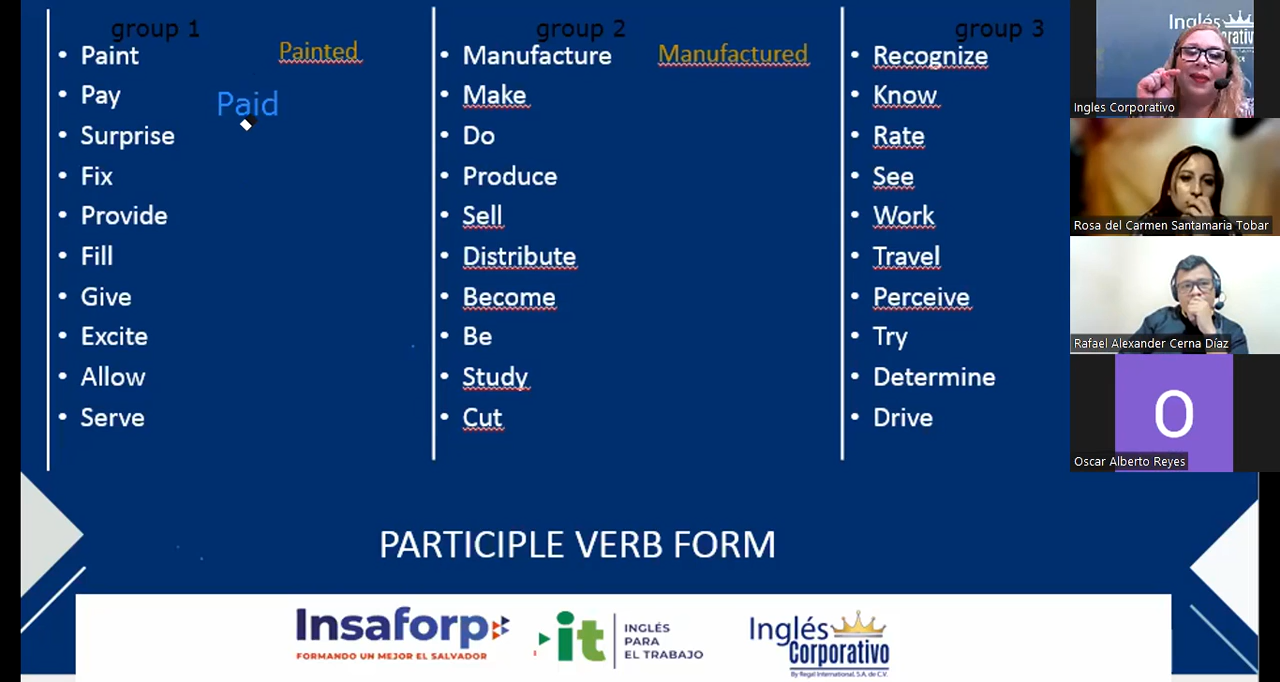 group 1
• Paint Painted
• Pay Paid
• Surprise
• Fix
• Provide
• Fill
• Give
• Excite
• Allow
• Serve
group 2
• Manufacture Manufactured
• Make
• Do
• Produce
• Sell
• Distribute
• Become
• Be
• Study
• Cut
group 3
• Recognize
• Know
• Rate
• See
• Work
• Travel
• Perceive
• Try
• Determine
• Drive
PARTICIPLE VERB FORM
Insaforp
FORMANDO UN MEJOR EL SALVADOR
it
INGLÉS
PARA
EL TRABAJO
Inglés
Corporativo
By Regal International, S.A. de C.V.
Inglés
Ingles Corporativo
Rosa del Carmen Santamaria Tobar
Rafael Alexander Cerna Díaz
O
Oscar Alberto Reyes